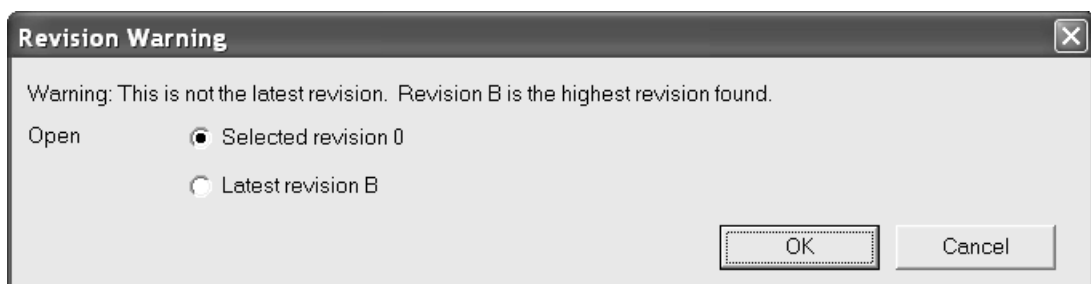 Revision Warning
Warning: This is not the latest revision. Revision B is the highest revision found.
Open Selected revision 0
Latest revision B
OK Cancel